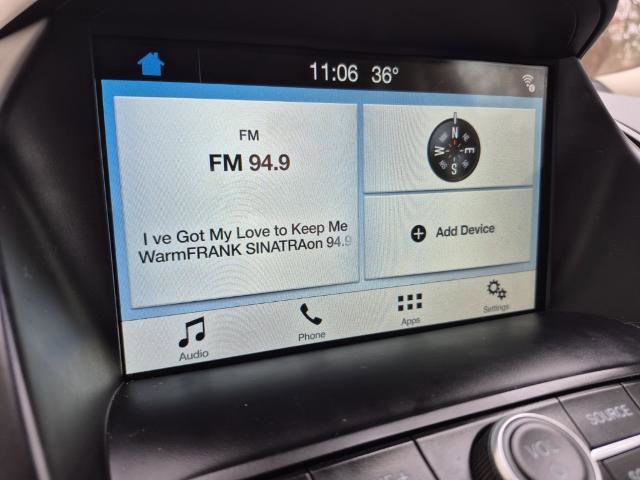 11:06 36°
FM
FM 94.9
I ve Got My Love to Keep Me
WarmFRANK SINATRAon 94.9
N
W E
S
Add Device
Audio
Phone
Apps
Settings
VOL
SOURCE